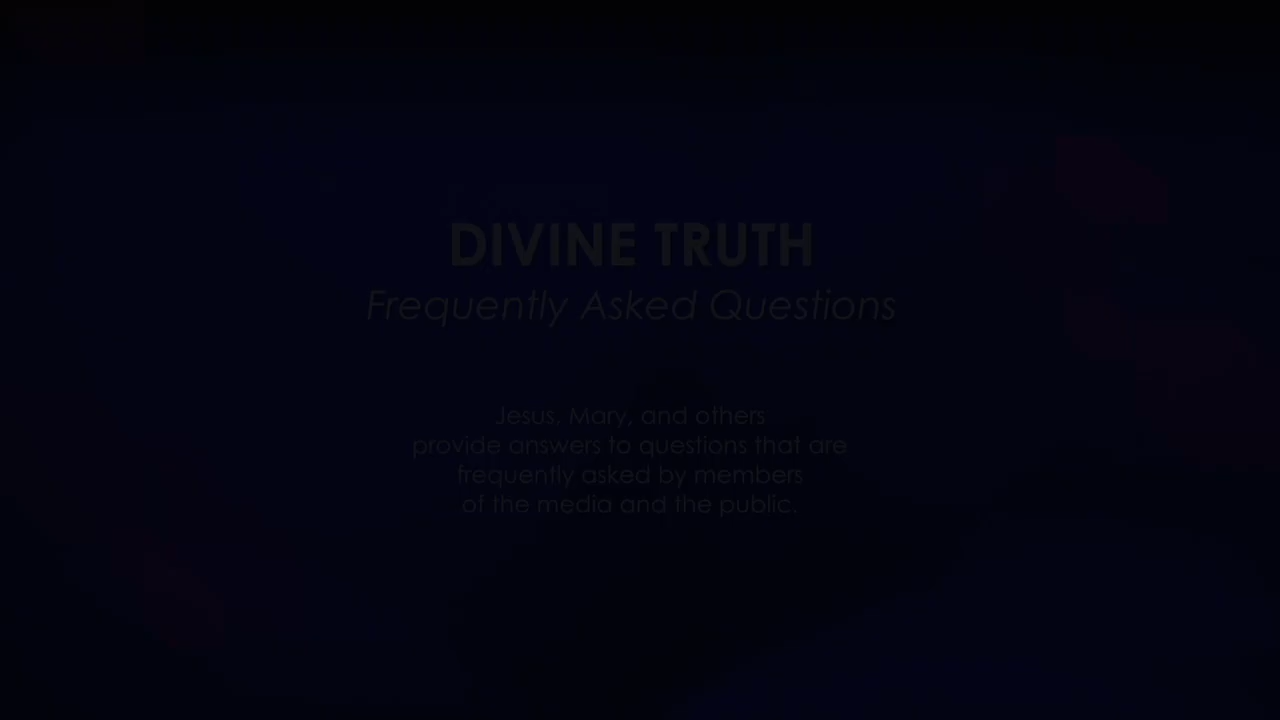 DIVINE TRUTH
Frequently Asked Questions
Jesus, Mary, and others
provide answers to questions that are
frequently asked by members
of the media and the public.